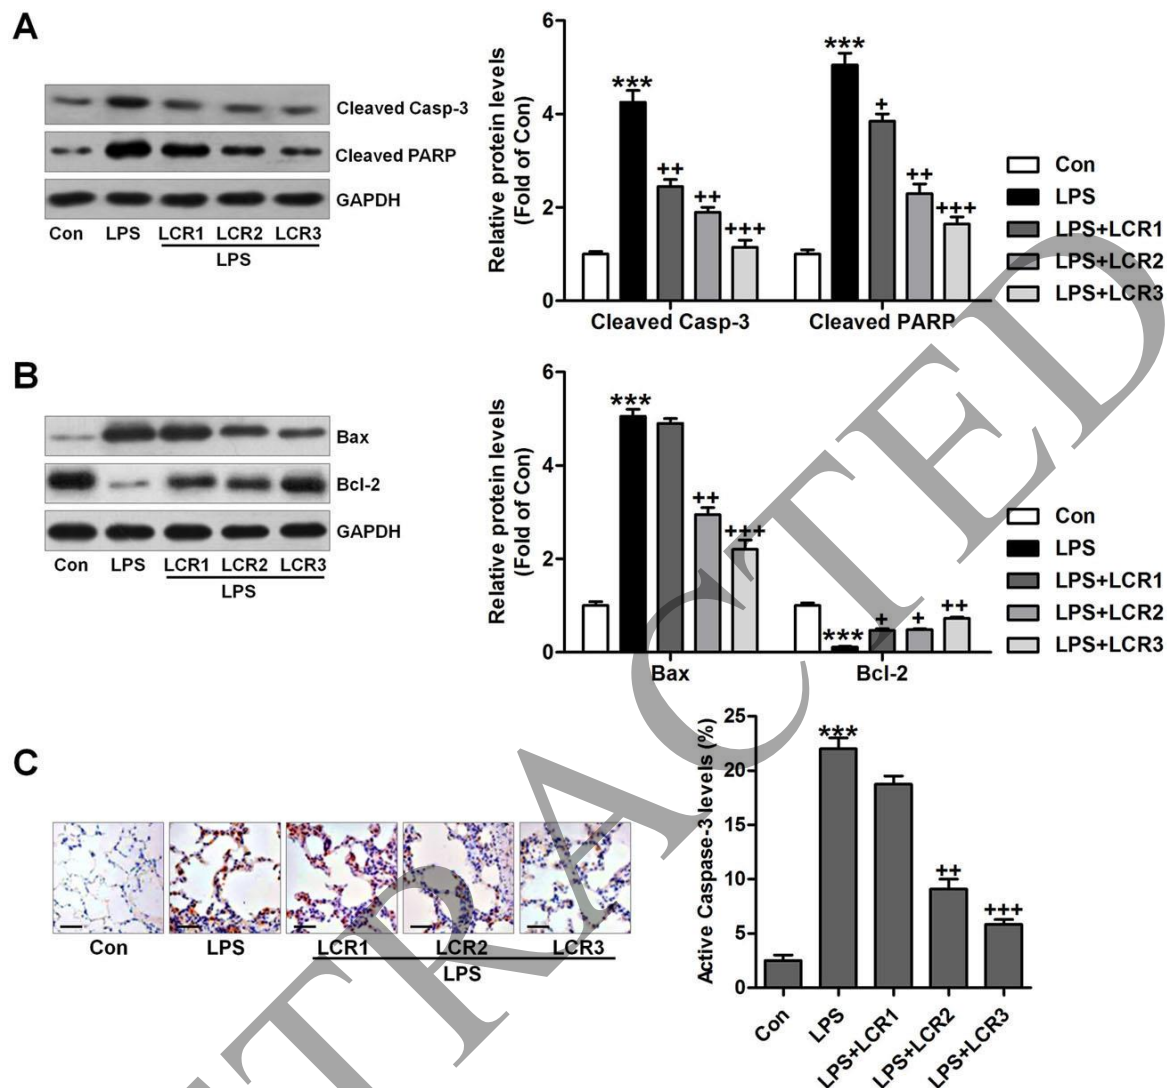 A
Cleaved Casp-3
Cleaved PARP
GAPDH
Con LPS LCR1 LCR2 LCR3
LPS
Relative protein levels
(Fold of Con)
6
4
2
0
***
++
++
+++
***
+
++
+++
Cleaved Casp-3 Cleaved PARP
Con
LPS
LPS+LCR1
LPS+LCR2
LPS+LCR3
B
Bax
Bcl-2
GAPDH
Con LPS LCR1 LCR2 LCR3
LPS
Relative protein levels
(Fold of Con)
6
4
2
0
***
++
+++
***
+
+
++
Bax Bcl-2
Con
LPS
LPS+LCR1
LPS+LCR2
LPS+LCR3
C
Con LPS LCR1 LCR2 LCR3
LPS
Active Caspase-3 levels (%)
25
20
15
10
5
0
***
++
+++
Con LPS LPS+LCR1 LPS+LCR2 LPS+LCR3
TRACTED